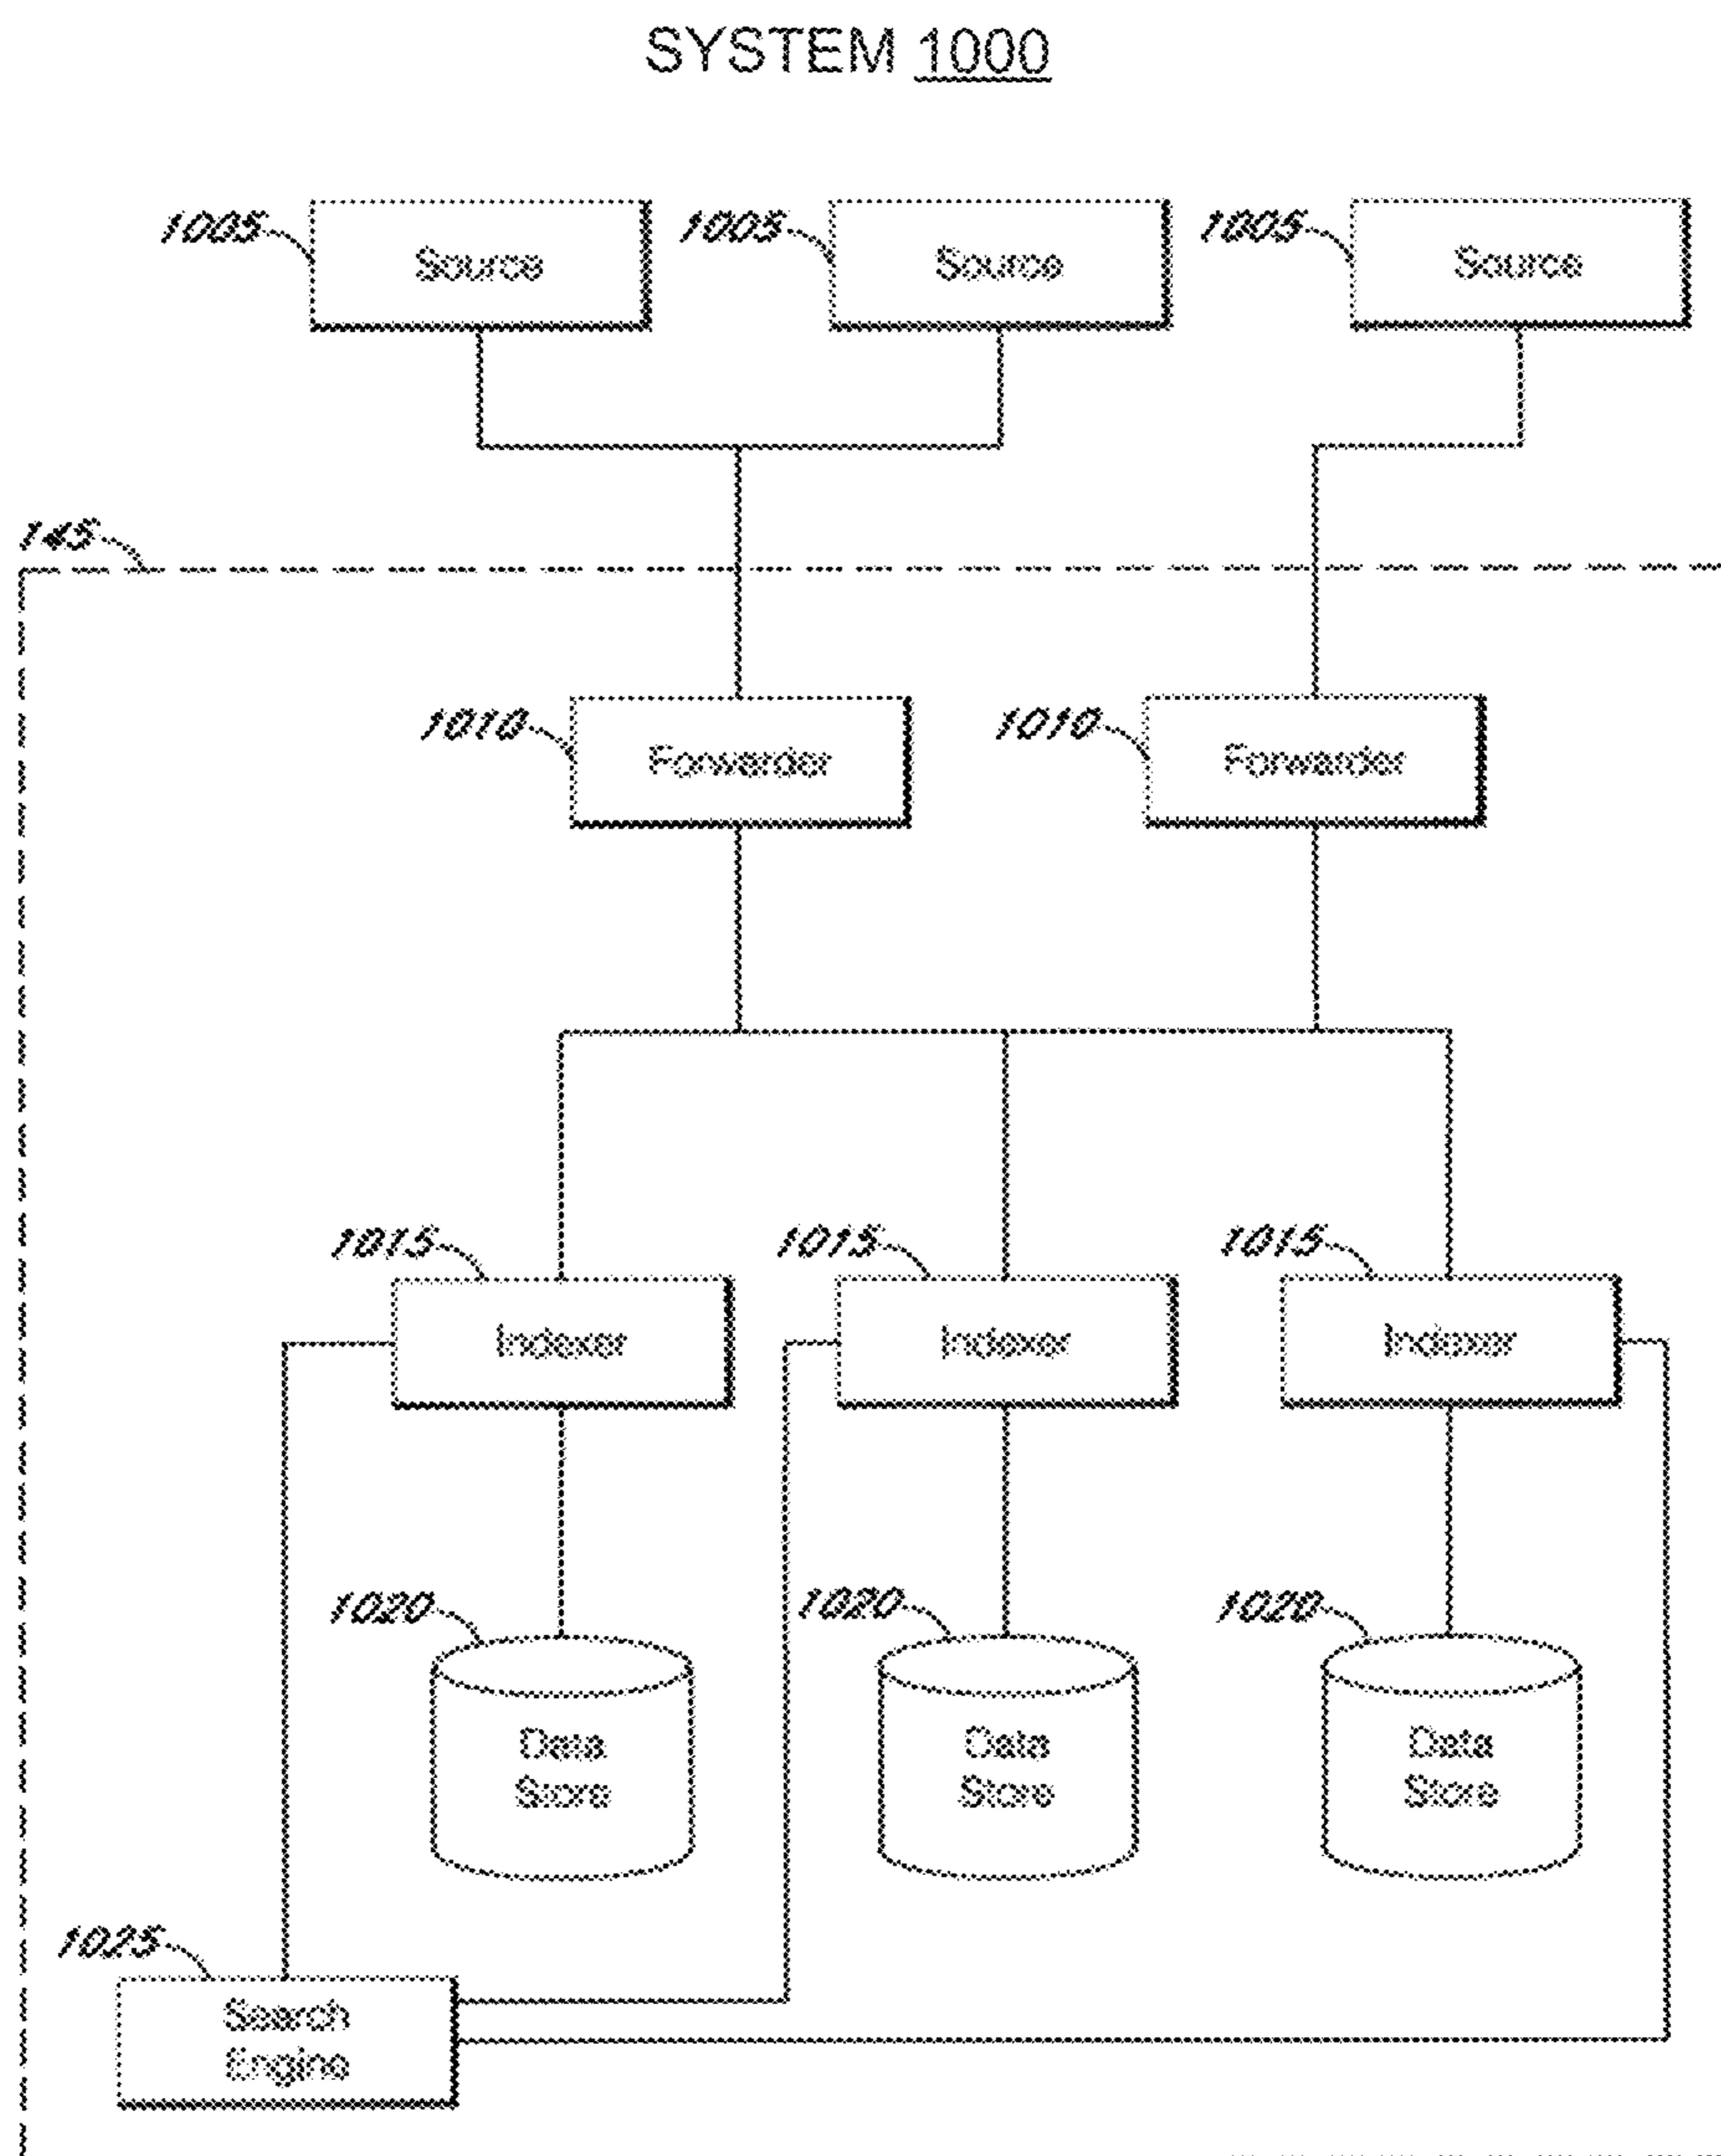 SYSTEM 1000
1005
Source
1005
Source
1005
Source
145
1010
Forwarder
1010
Forwarder
1015
Indexer
1015
Indexer
1015
Indexer
1020
Data
Store
1020
Data
Store
1020
Data
Store
1025
Search
Engine